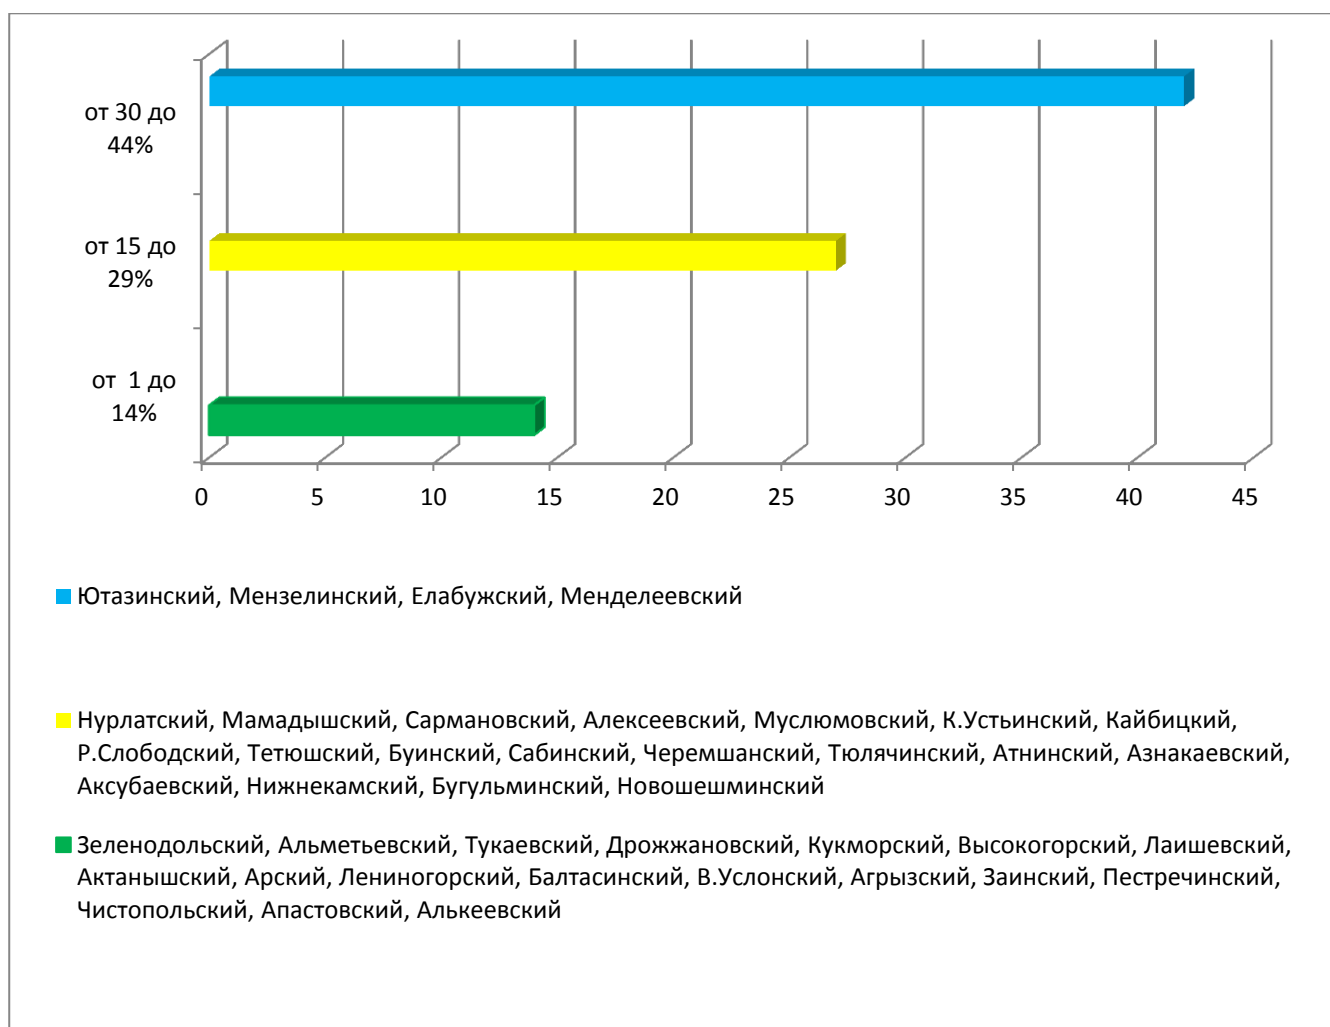 от 30 до
44%
от 15 до
29%
от  1 до
14%
0 5 10 15 20 25 30 35 40 45
Ютазинский, Мензелинский, Елабужский, Менделеевский
Нурлатский, Мамадышский, Сармановский, Алексеевский, Муслюмовский, К.Устьинский, Кайбицкий,
Р.Слободский, Тетюшский, Буинский, Сабинский, Черемшанский, Тюлячинский, Атнинский, Азнакаевский,
Аксубаевский, Нижнекамский, Бугульминский, Новошешминский
Зеленодольский, Альметьевский, Тукаевский, Дрожжановский, Кукморский, Высокогорский, Лаишевский,
Актанышский, Арский, Лениногорский, Балтасинский, В.Услонский, Агрызский, Заинский, Пестречинский,
Чистопольский, Апастовский, Алькеевский